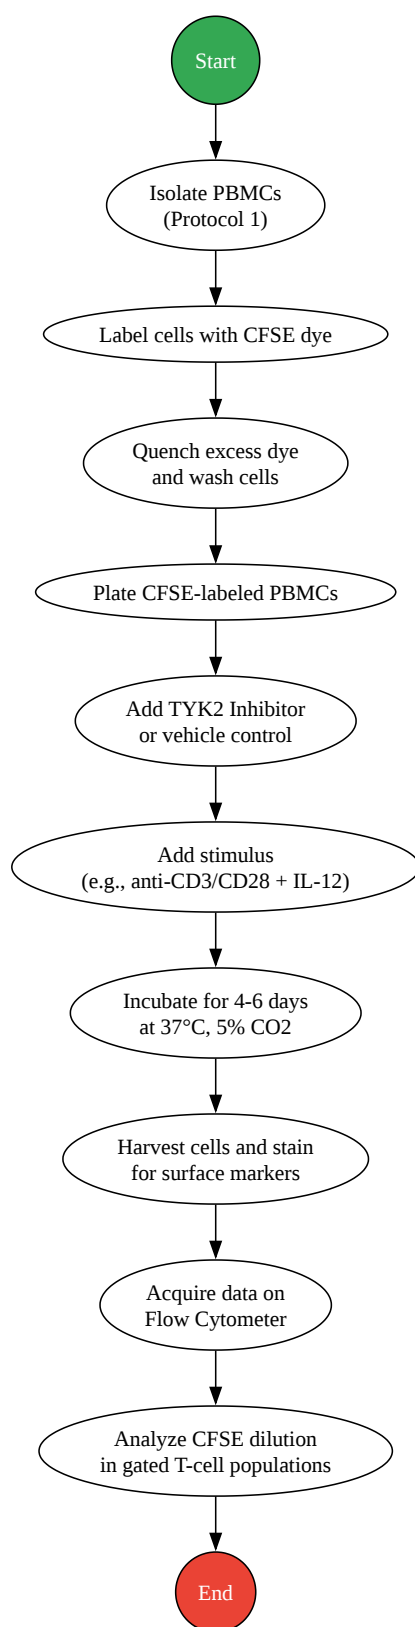 Start
Isolate PBMCs
(Protocol 1)
Label cells with CFSE dye
Quench excess dye
and wash cells
Plate CFSE-labeled PBMCs
Add TYK2 Inhibitor
or vehicle control
Add stimulus
(e.g., anti-CD3/CD28 + IL-12)
Incubate for 4-6 days
at 37°C, 5% CO2
Harvest cells and stain
for surface markers
Acquire data on
Flow Cytometer
Analyze CFSE dilution
in gated T-cell populations
End